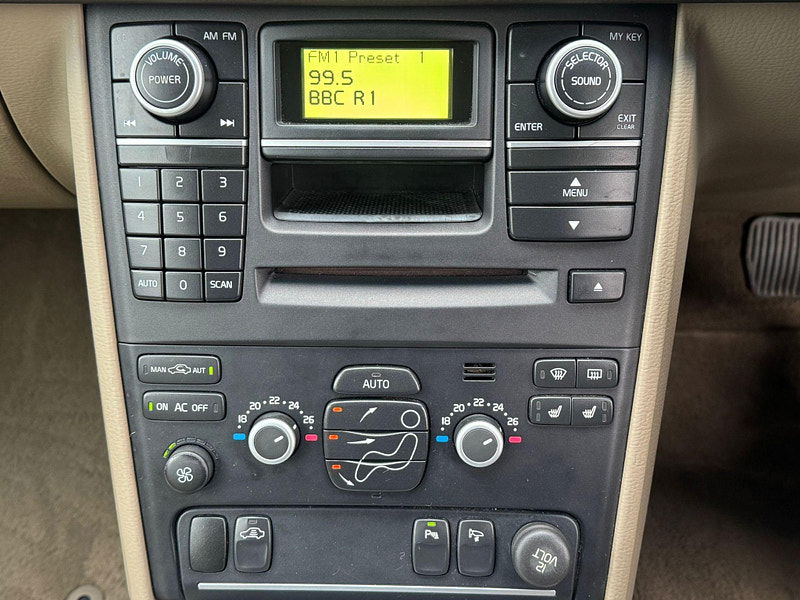 AM FM
VOLUME
POWER
FM1 Preset 1
99.5
BBC R1
MY KEY
SELECTOR
SOUND
ENTER
EXIT
CLEAR
1 2 3
4 5 6
7 8 9
AUTO 0 SCAN
MENU
MAN AUT
ON AC OFF
AUTO
18 20 22 24 26
18 20 22 24 26
P
12 VOLT